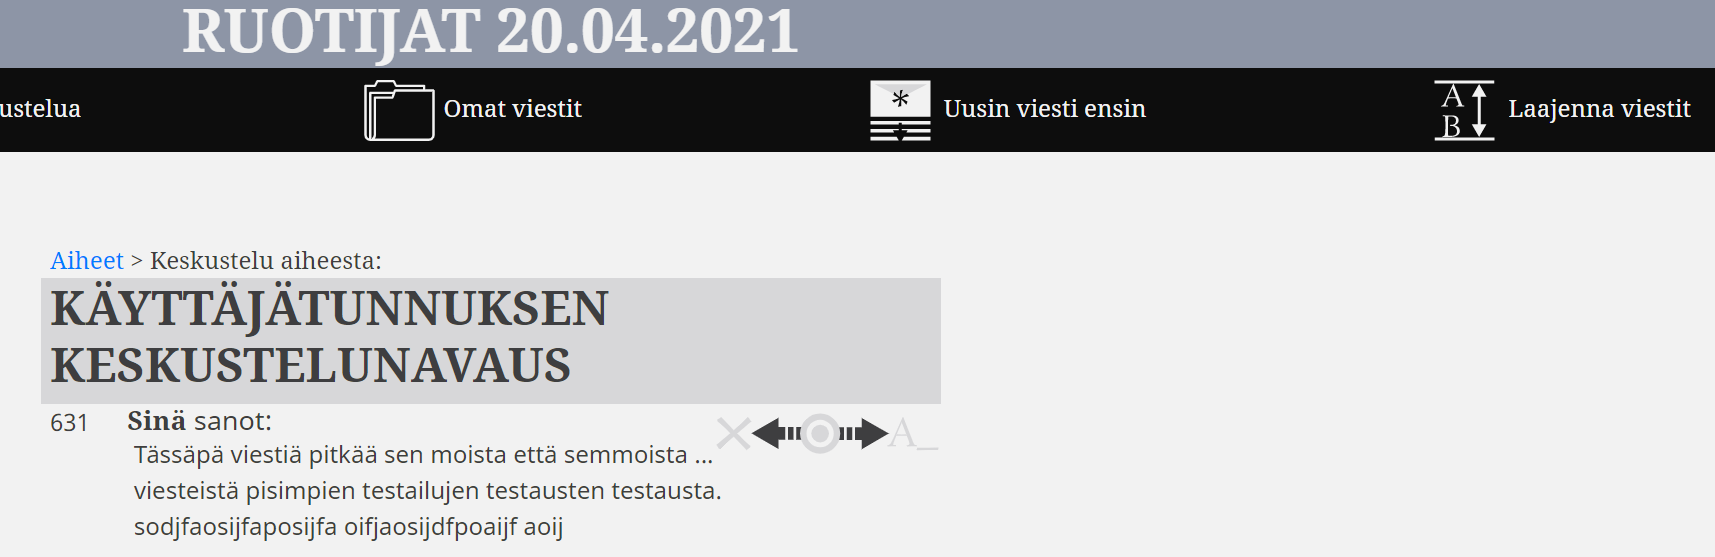 RUOTIJAT 20.04.2021
ustelua Omat viestit Uusin viesti ensin Laajenna viestit
Aiheet > Keskustelu aiheesta:
KÄYTTÄJÄTUNNUKSEN
KESKUSTELUNAVAUS
631 Sinä sanot:
Tässäpä viestiä pitkää sen moista että semmoista ...
viesteistä pisimpien testailujen testausten testausta.
sodjfaosijfaposijfa oifjaosijdfpoaijf aoij